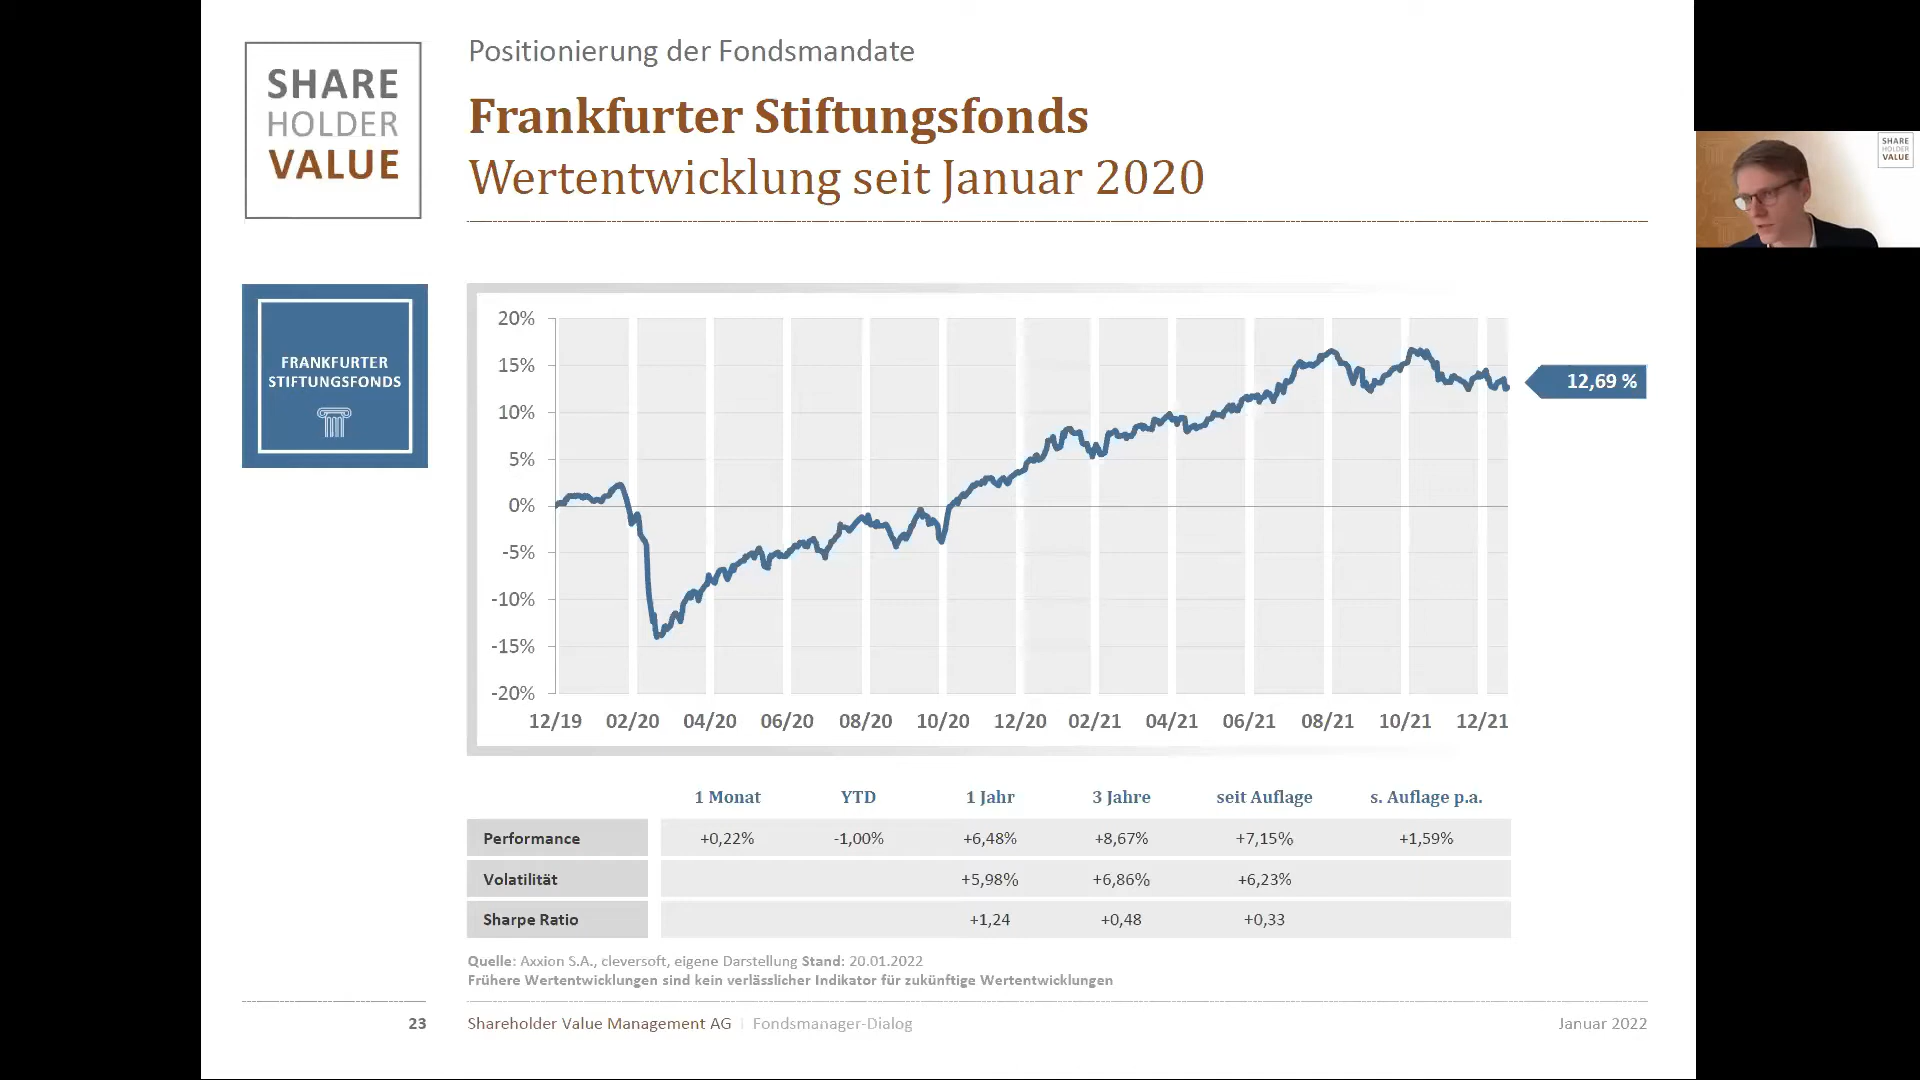 SHARE
HOLDER
VALUE
Positionierung der Fondsmandate
Frankfurter Stiftungsfonds
Wertentwicklung seit Januar 2020
SHARE
HOLDER
VALUE
FRANKFURTER
STIFTUNGSFONDS
20%
15%
10%
5%
0%
-5%
-10%
-15%
-20%
12/19 02/20 04/20 06/20 08/20 10/20 12/20 02/21 04/21 06/21 08/21 10/21 12/21
12,69 %
1 Monat YTD 1 Jahr 3 Jahre seit Auflage s. Auflage p.a.
Performance +0,22% -1,00% +6,48% +8,67% +7,15% +1,59%
Volatilität +5,98% +6,86% +6,23%
Sharpe Ratio +1,24 +0,48 +0,33
Quelle: Axxion S.A., cleversoft, eigene Darstellung Stand: 20.01.2022
Frühere Wertentwicklungen sind kein verlässlicher Indikator für zukünftige Wertentwicklungen
23 Shareholder Value Management AG | Fondsmanager-Dialog Januar 2022